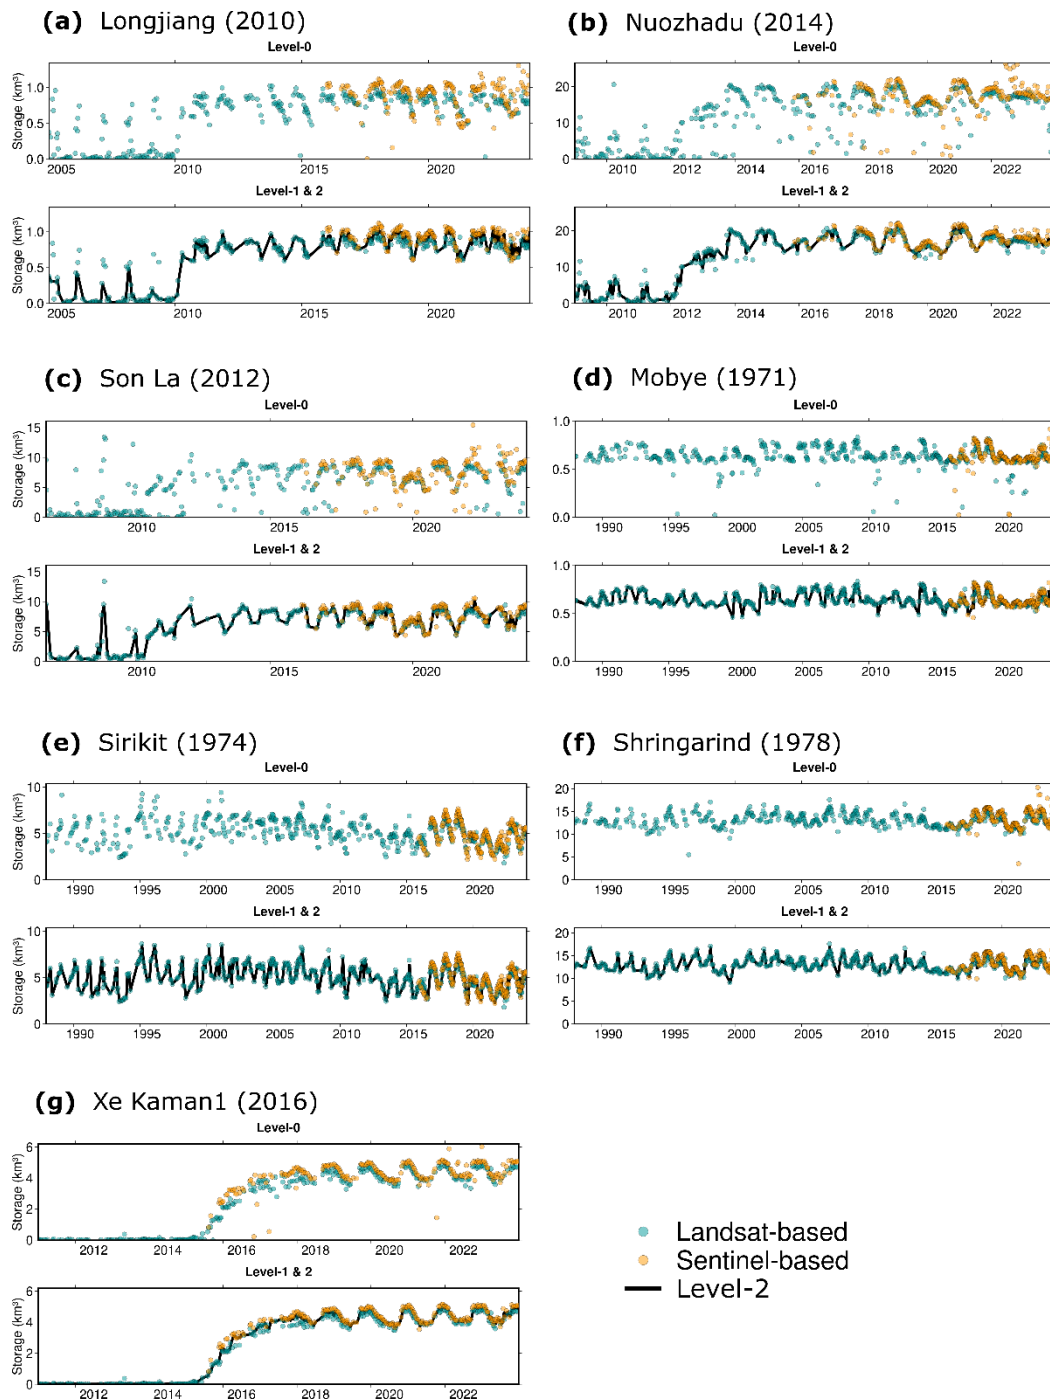 (a) Longjiang (2010)
Level-0
Storage (km³)
1.0
0.5
0.0
2005 2010 2015 2020
Level-1 & 2
Storage (km³)
1.0
0.5
0.0
2005 2010 2015 2020
(b) Nuozhadu (2014)
Level-0
20
10
0
2010 2012 2014 2016 2018 2020 2022
Level-1 & 2
20
10
0
2010 2012 2014 2016 2018 2020 2022
(c) Son La (2012)
Level-0
Storage (km³)
15
10
5
0
2010 2015 2020
Level-1 & 2
Storage (km³)
15
10
5
0
2010 2015 2020
(d) Mobye (1971)
Level-0
1.0
0.5
0.0
1990 1995 2000 2005 2010 2015 2020
Level-1 & 2
1.0
0.5
0.0
1990 1995 2000 2005 2010 2015 2020
(e) Sirikit (1974)
Level-0
Storage (km³)
10
5
0
1990 1995 2000 2005 2010 2015 2020
Level-1 & 2
Storage (km³)
10
5
0
1990 1995 2000 2005 2010 2015 2020
(f) Shringarind (1978)
Level-0
20
15
10
5
0
1990 1995 2000 2005 2010 2015 2020
Level-1 & 2
20
15
10
5
0
1990 1995 2000 2005 2010 2015 2020
(g) Xe Kaman1 (2016)
Level-0
Storage (km³)
6
4
2
0
2012 2014 2016 2018 2020 2022
Level-1 & 2
Storage (km³)
6
4
2
0
2012 2014 2016 2018 2020 2022
Landsat-based
Sentinel-based
Level-2